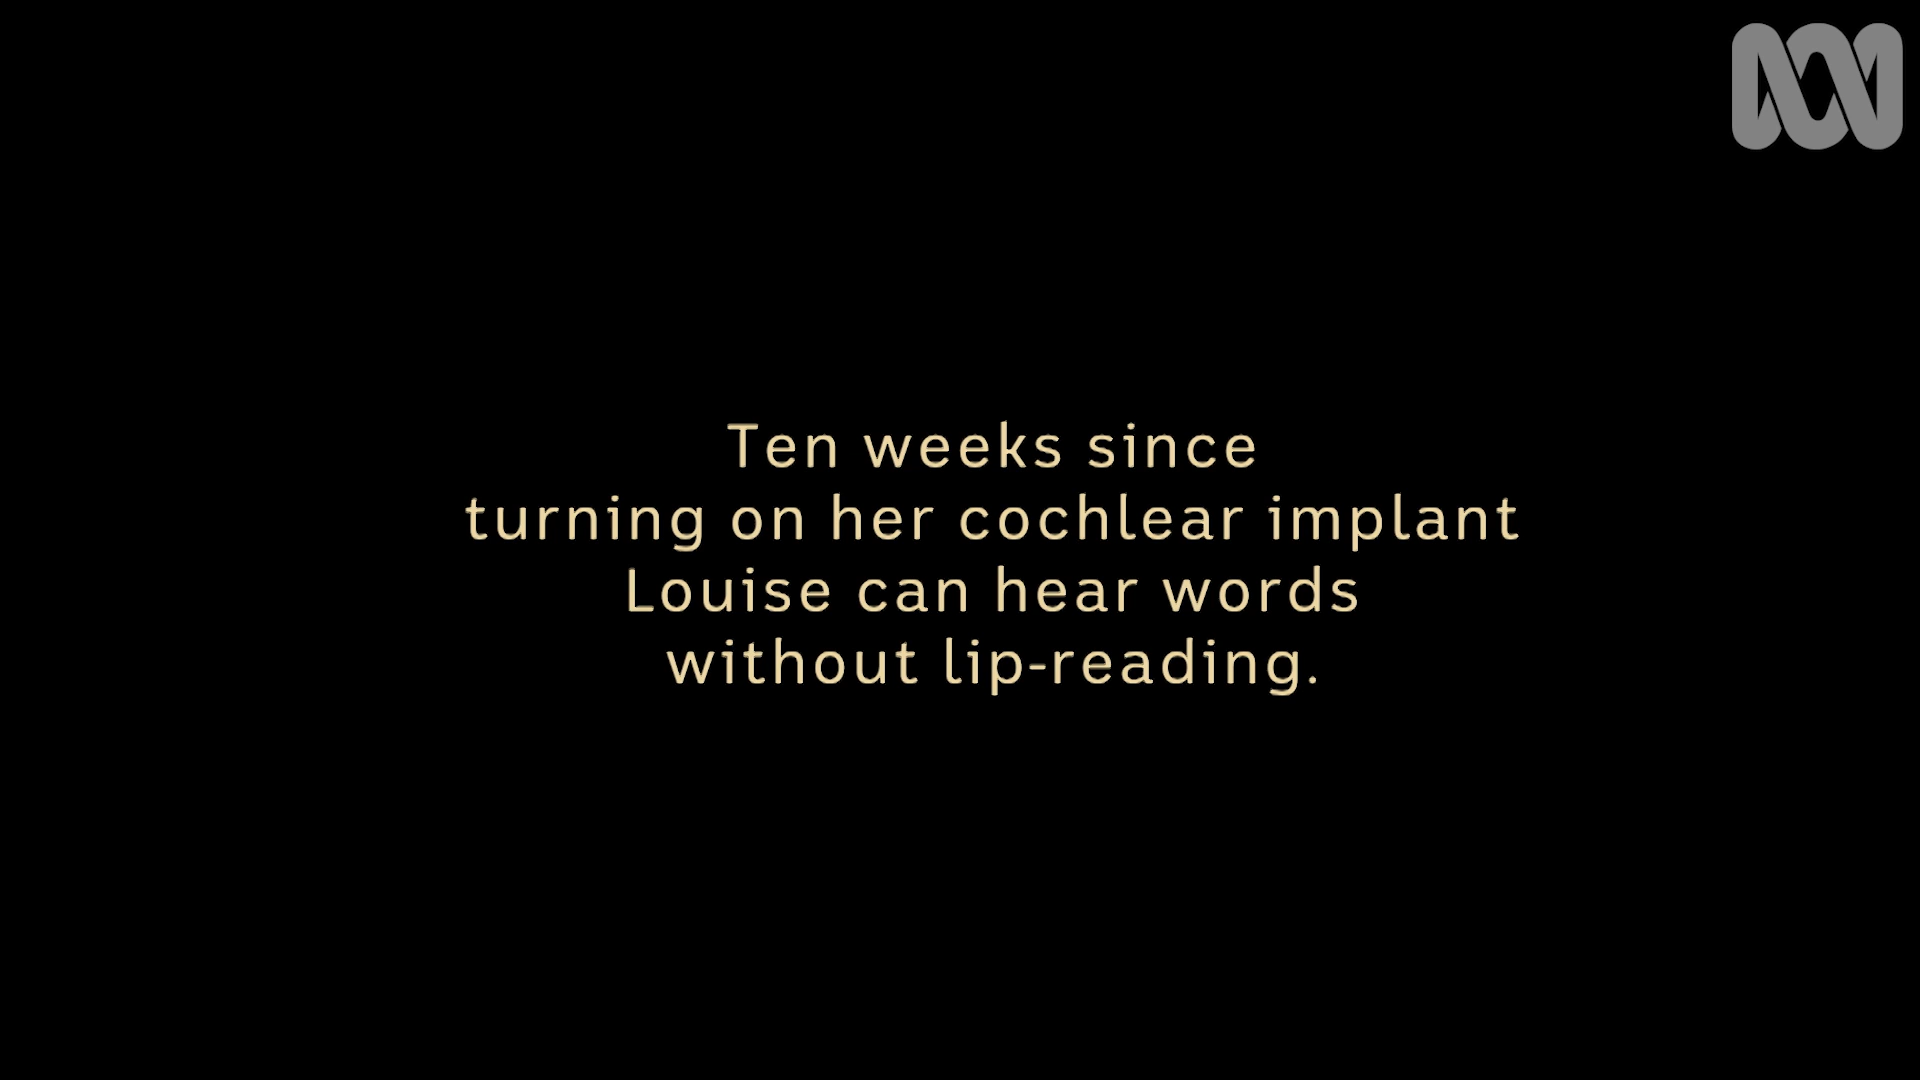 Ten weeks since
turning on her cochlear implant
Louise can hear words
without lip-reading.